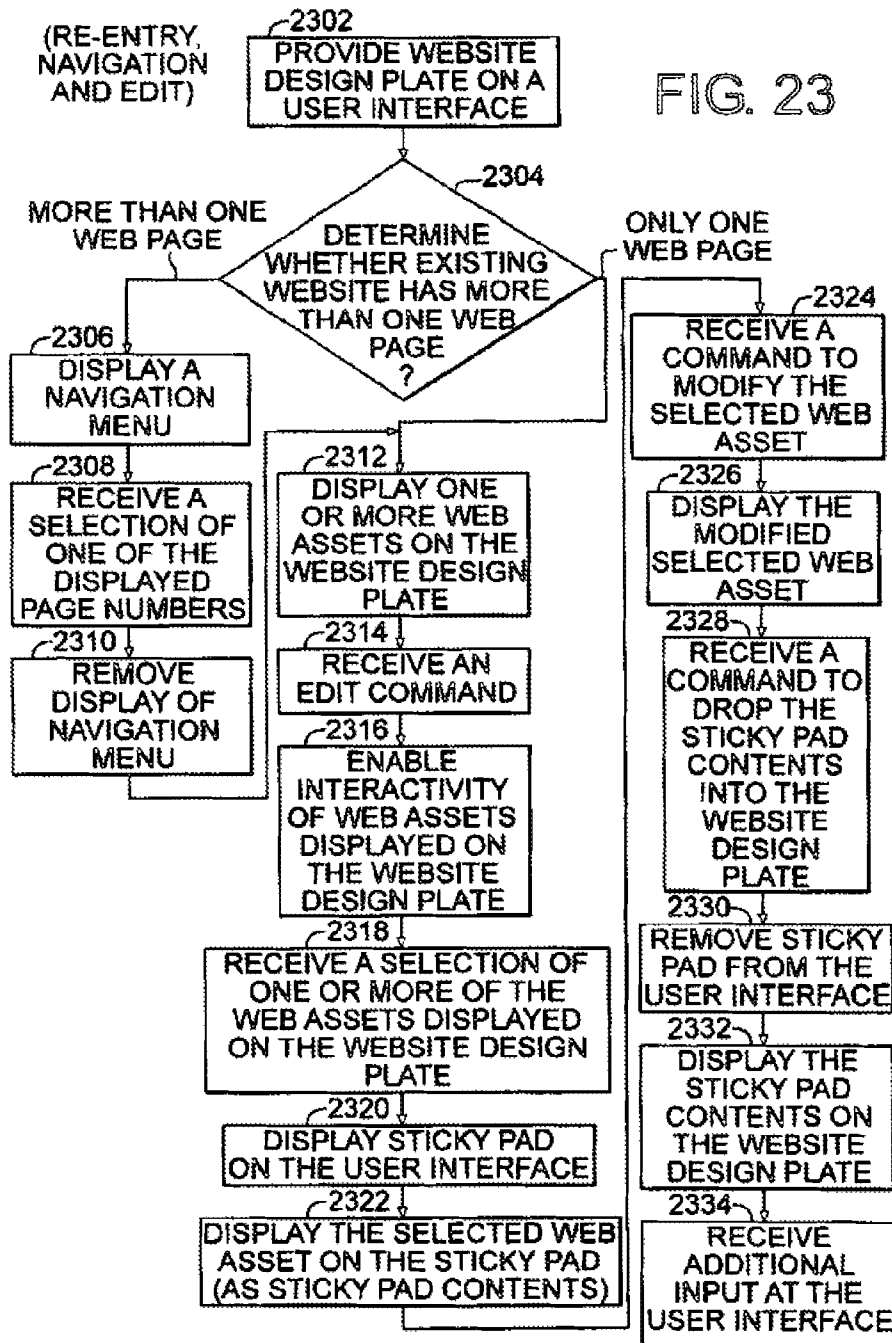 (RE-ENTRY,
NAVIGATION
AND EDIT)
2302
PROVIDE WEBSITE
DESIGN PLATE ON A
USER INTERFACE
FIG. 23
2304
DETERMINE
WHETHER EXISTING
WEBSITE HAS MORE
THAN ONE WEB
PAGE
?
MORE THAN ONE
WEB PAGE
ONLY ONE
WEB PAGE
2306
DISPLAY A
NAVIGATION
MENU
2308
RECEIVE A
SELECTION OF
ONE OF THE
DISPLAYED
PAGE NUMBERS
2310
REMOVE
DISPLAY OF
NAVIGATION
MENU
2312
DISPLAY ONE
OR MORE WEB
ASSETS ON THE
WEBSITE DESIGN
PLATE
2314
RECEIVE AN
EDIT COMMAND
2316
ENABLE
INTERACTIVITY
OF WEB ASSETS
DISPLAYED ON
THE WEBSITE
DESIGN PLATE
2318
RECEIVE A SELECTION OF
ONE OR MORE OF THE
WEB ASSETS DISPLAYED
ON THE WEBSITE DESIGN
PLATE
2320
DISPLAY STICKY PAD
ON THE USER INTERFACE
2322
DISPLAY THE SELECTED WEB
ASSET ON THE STICKY PAD
(AS STICKY PAD CONTENTS)
2324
RECEIVE A
COMMAND TO
MODIFY THE
SELECTED WEB
ASSET
2326
DISPLAY THE
MODIFIED
SELECTED WEB
ASSET
2328
RECEIVE A
COMMAND TO
DROP THE
STICKY PAD
CONTENTS
INTO THE
WEBSITE
DESIGN
PLATE
2330
REMOVE STICKY
PAD FROM THE
USER INTERFACE
2332
DISPLAY THE
STICKY PAD
CONTENTS ON
THE WEBSITE
DESIGN PLATE
2334
RECEIVE
ADDITIONAL
INPUT AT THE
USER INTERFACE